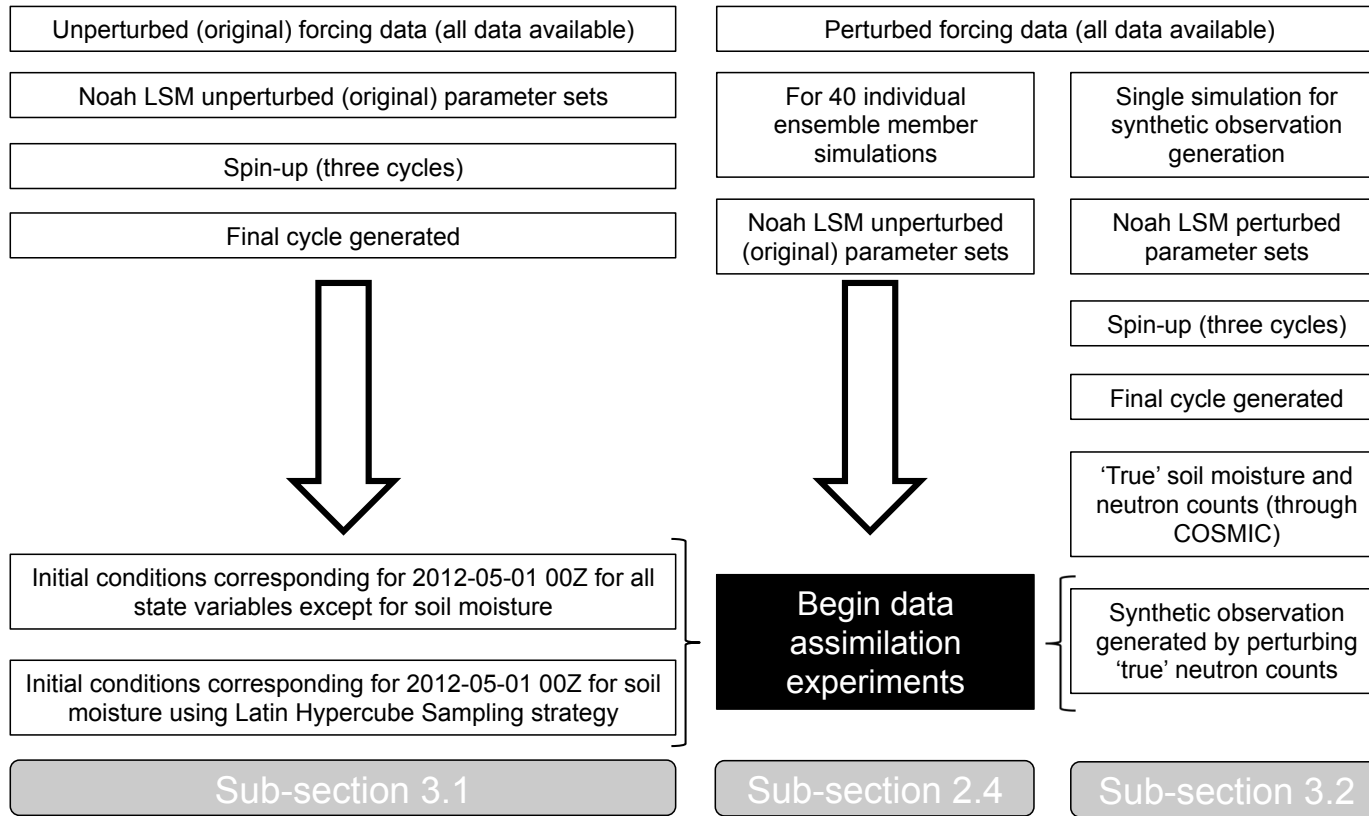 Unperturbed (original) forcing data (all data available)
Noah LSM unperturbed (original) parameter sets
Spin-up (three cycles)
Final cycle generated
Initial conditions corresponding for 2012-05-01 00Z for all
state variables except for soil moisture
Initial conditions corresponding for 2012-05-01 00Z for soil
moisture using Latin Hypercube Sampling strategy
Sub-section 3.1
Perturbed forcing data (all data available)
For 40 individual
ensemble member
simulations
Noah LSM unperturbed
(original) parameter sets
Begin data
assimilation
experiments
Sub-section 2.4
Single simulation for
synthetic observation
generation
Noah LSM perturbed
parameter sets
Spin-up (three cycles)
Final cycle generated
‘True’ soil moisture and
neutron counts (through
COSMIC)
Synthetic observation
generated by perturbing
‘true’ neutron counts
Sub-section 3.2